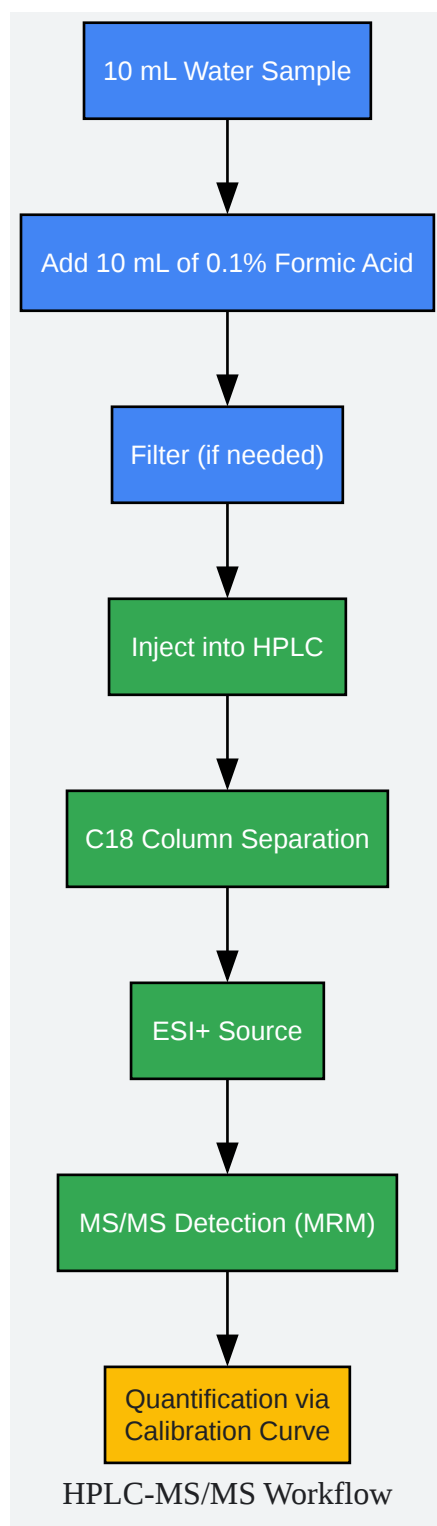 10 mL Water Sample
Add 10 mL of 0.1% Formic Acid
Filter (if needed)
Inject into HPLC
C18 Column Separation
ESI+ Source
MS/MS Detection (MRM)
Quantification via
Calibration Curve
HPLC-MS/MS Workflow